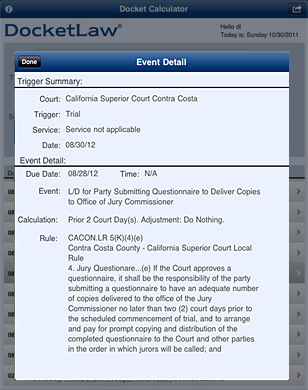 Docket Calculator
DocketLaw®
Hello dl
Today is: Sunday 10/30/2011
Done
Event Detail
Trigger Summary:
Court: California Superior Court Contra Costa
Trigger: Trial
Service: Service not applicable
Date: 08/30/12
Event Detail:
Due Date: 08/28/12 Time: N/A
Event: L/D for Party Submitting Questionnaire to Deliver Copies
to Office of Jury Commissioner
Calculation: Prior 2 Court Day(s). Adjustment: Do Nothing.
Rule: CACON.LR 5(K)(4)(e)
Contra Costa County - California Superior Court Local
Rule
4. Jury Questionare...(e) If the Court approves a
questionnaire, it shall be the responsibility of the party
submitting a questionnaire to have an adequate number
of copies delivered to the office of the Jury
Commissioner no later than two (2) court days prior to
the scheduled commencement of trial, and to arrange
and pay for prompt copying and distribution of the
completed questionnaire to the Court and other parties
in the order in which jurors will be called; and